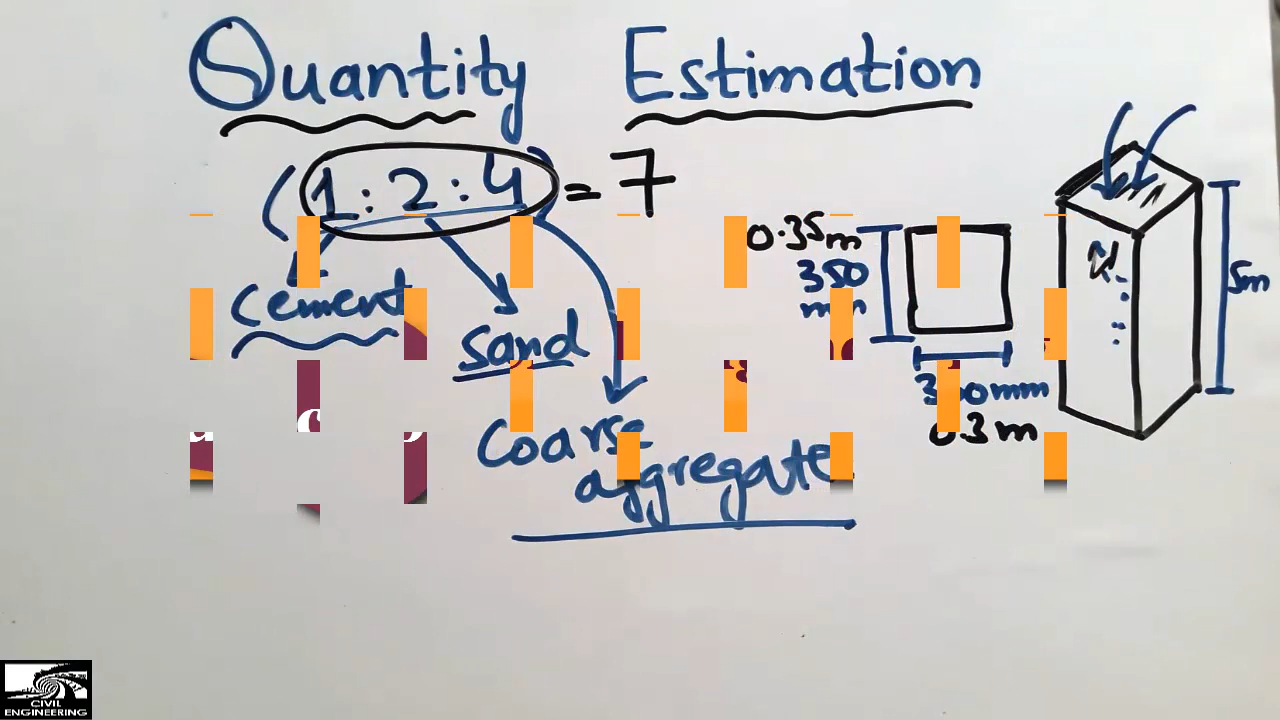 Quantity Estimation
(1:2:4) = 7
cement
sand
coarse
aggregate
0.35m
350
mm
300mm
0.3m
5m
CIVIL
ENGINEERING